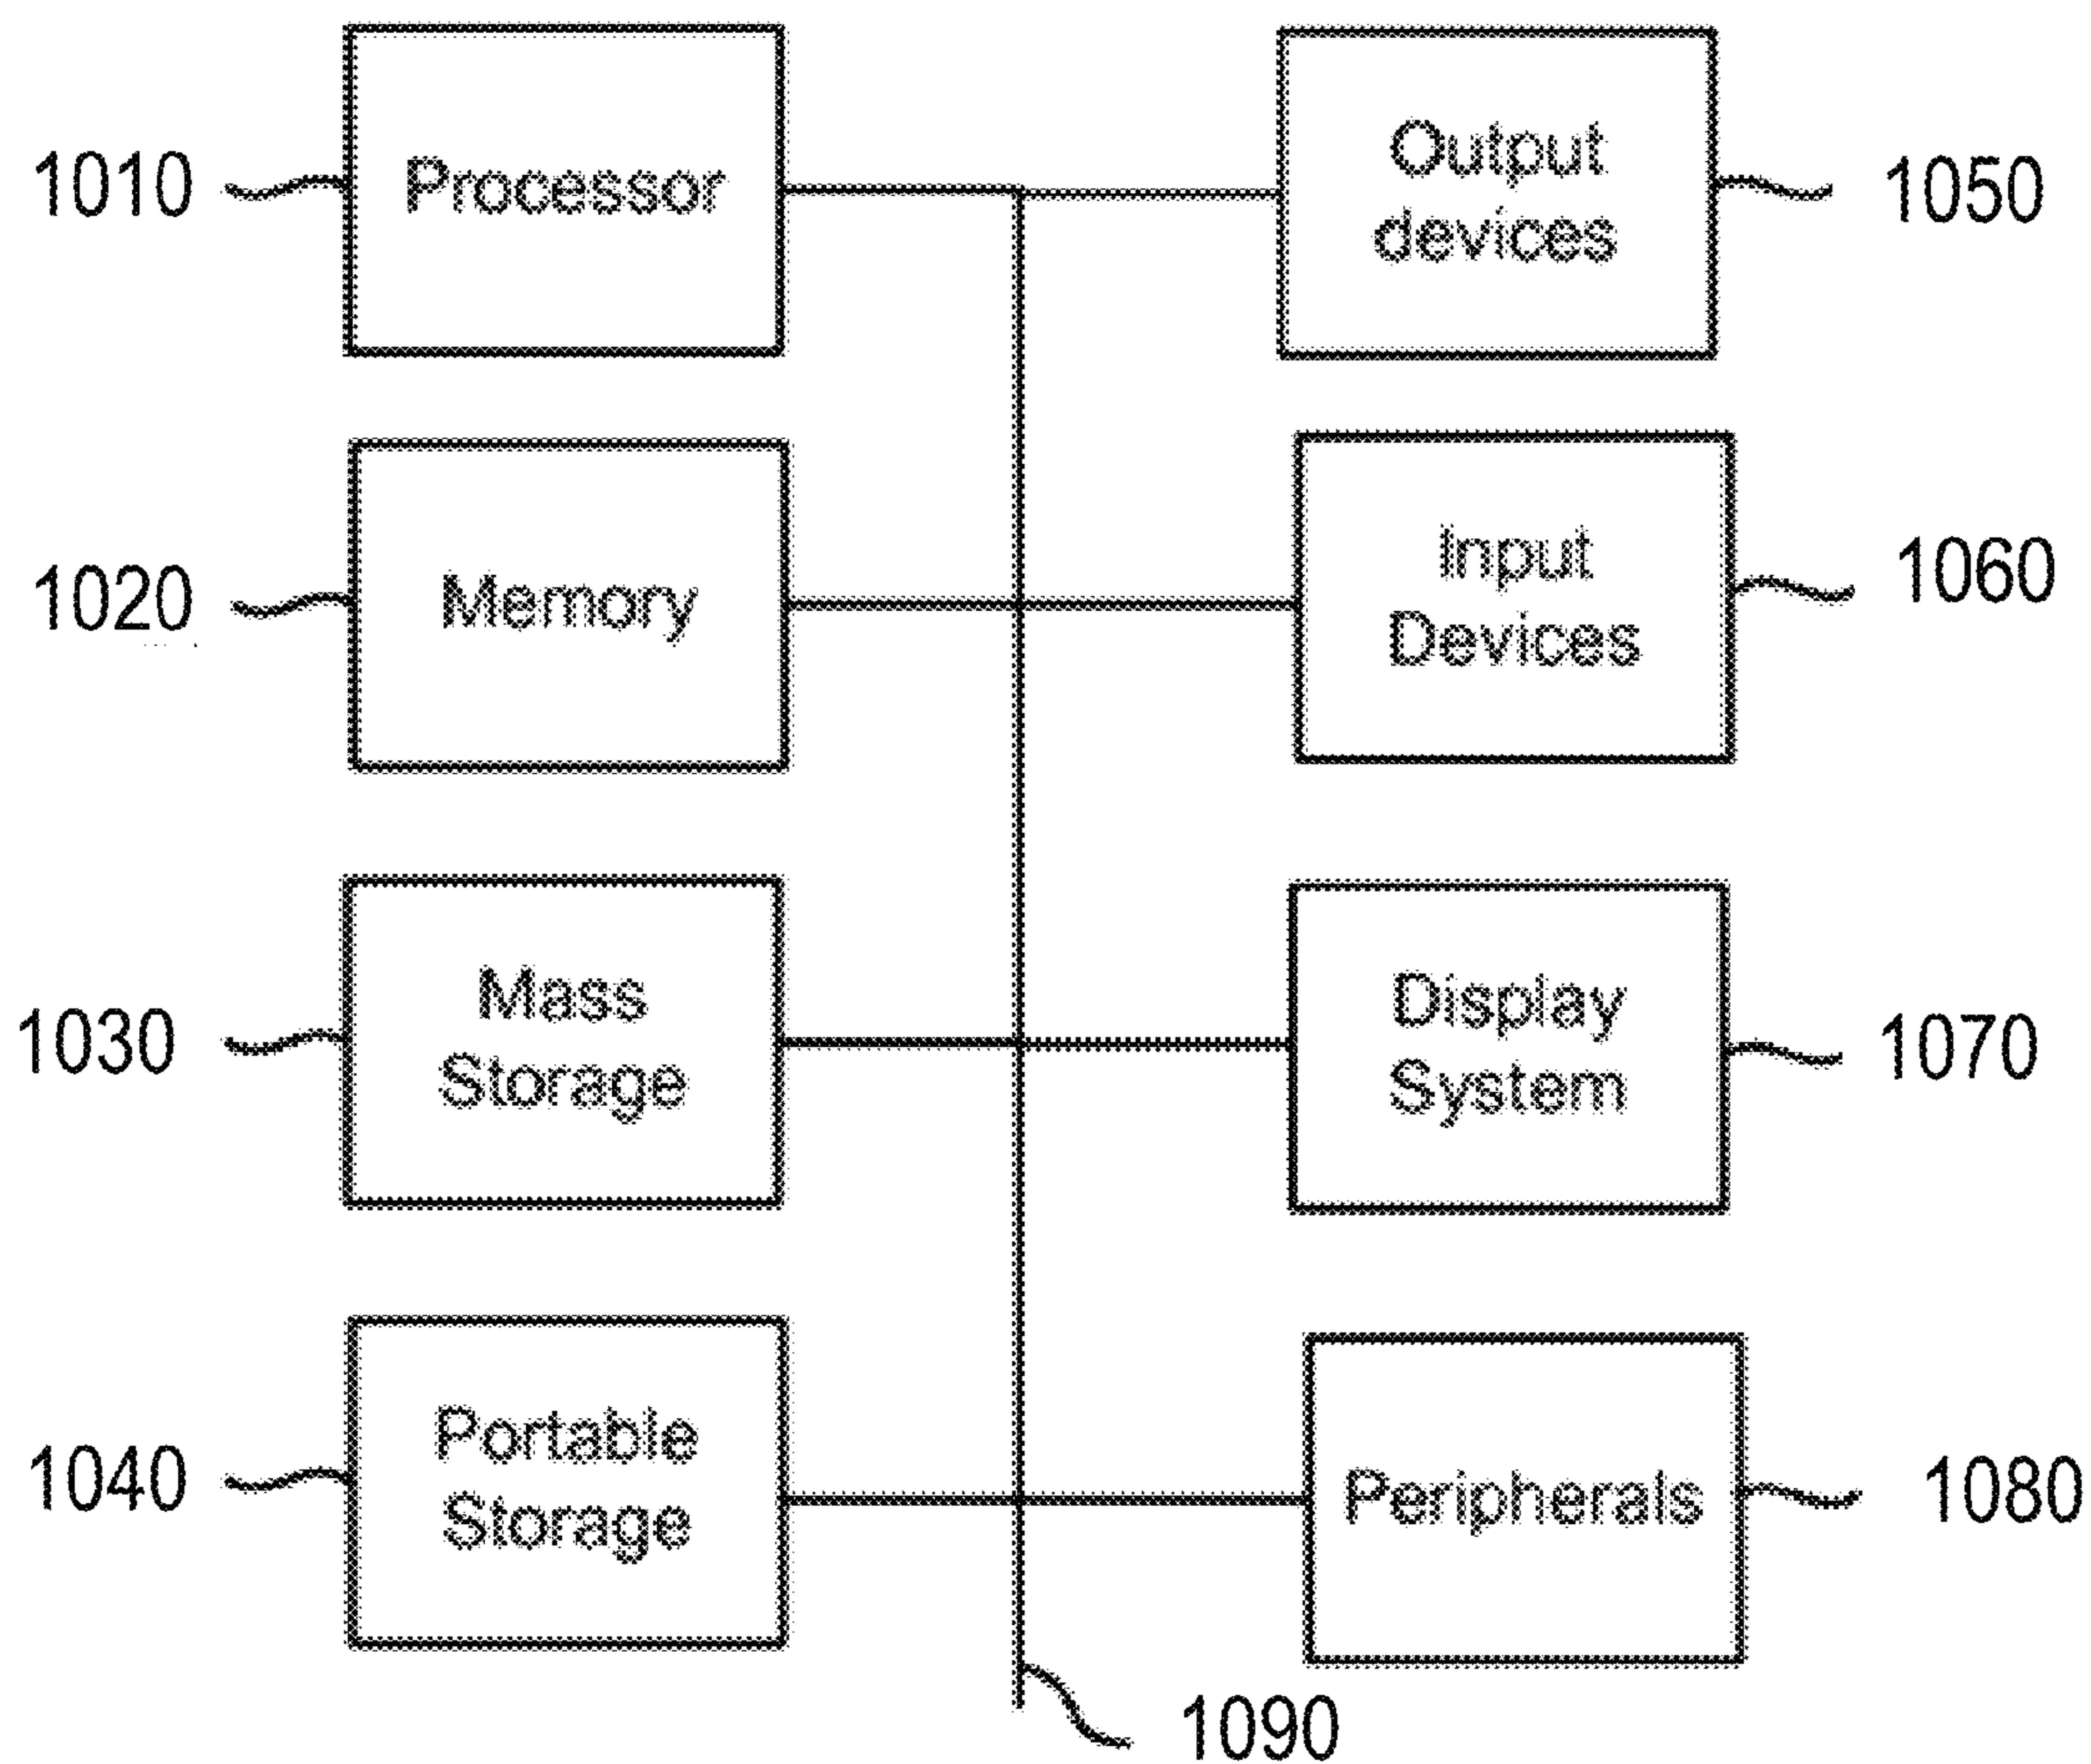 1010
Processor
Output
devices
1050
1020
Memory
Input
Devices
1060
1030
Mass
Storage
Display
System
1070
1040
Portable
Storage
Peripherals
1080
1090